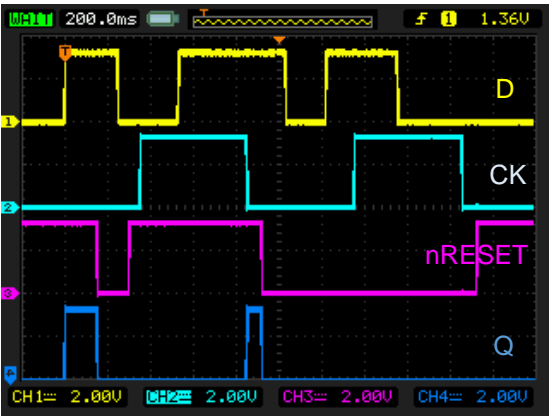 WAIT 200.0ms T 1 1.36V
T
D
1
CK
2
nRESET
3
Q
CH1 2.00V CH2 2.00V CH3 2.00V CH4 2.00V